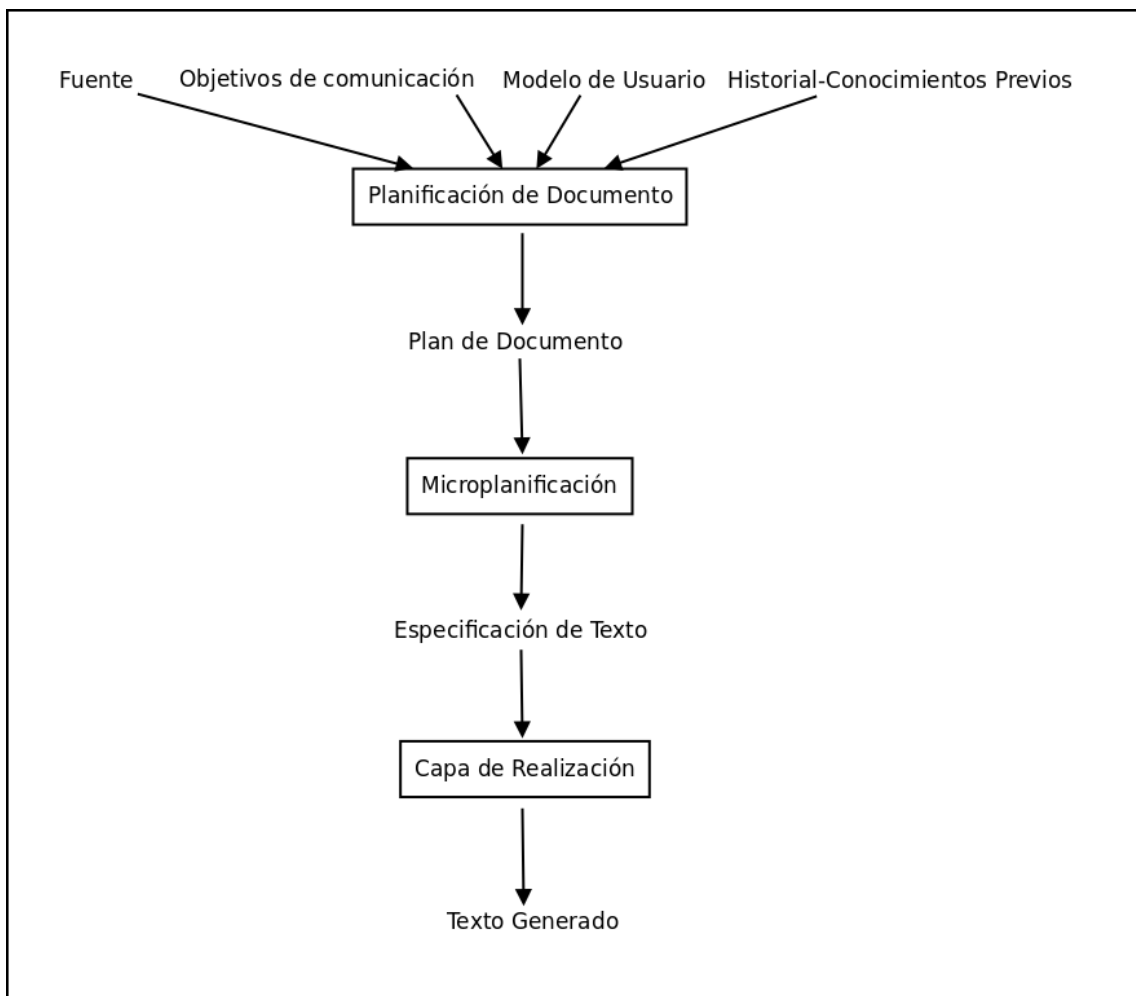 Fuente
Objetivos de comunicación
Modelo de Usuario
Historial-Conocimientos Previos
Planificación de Documento
Plan de Documento
Microplanificación
Especificación de Texto
Capa de Realización
Texto Generado